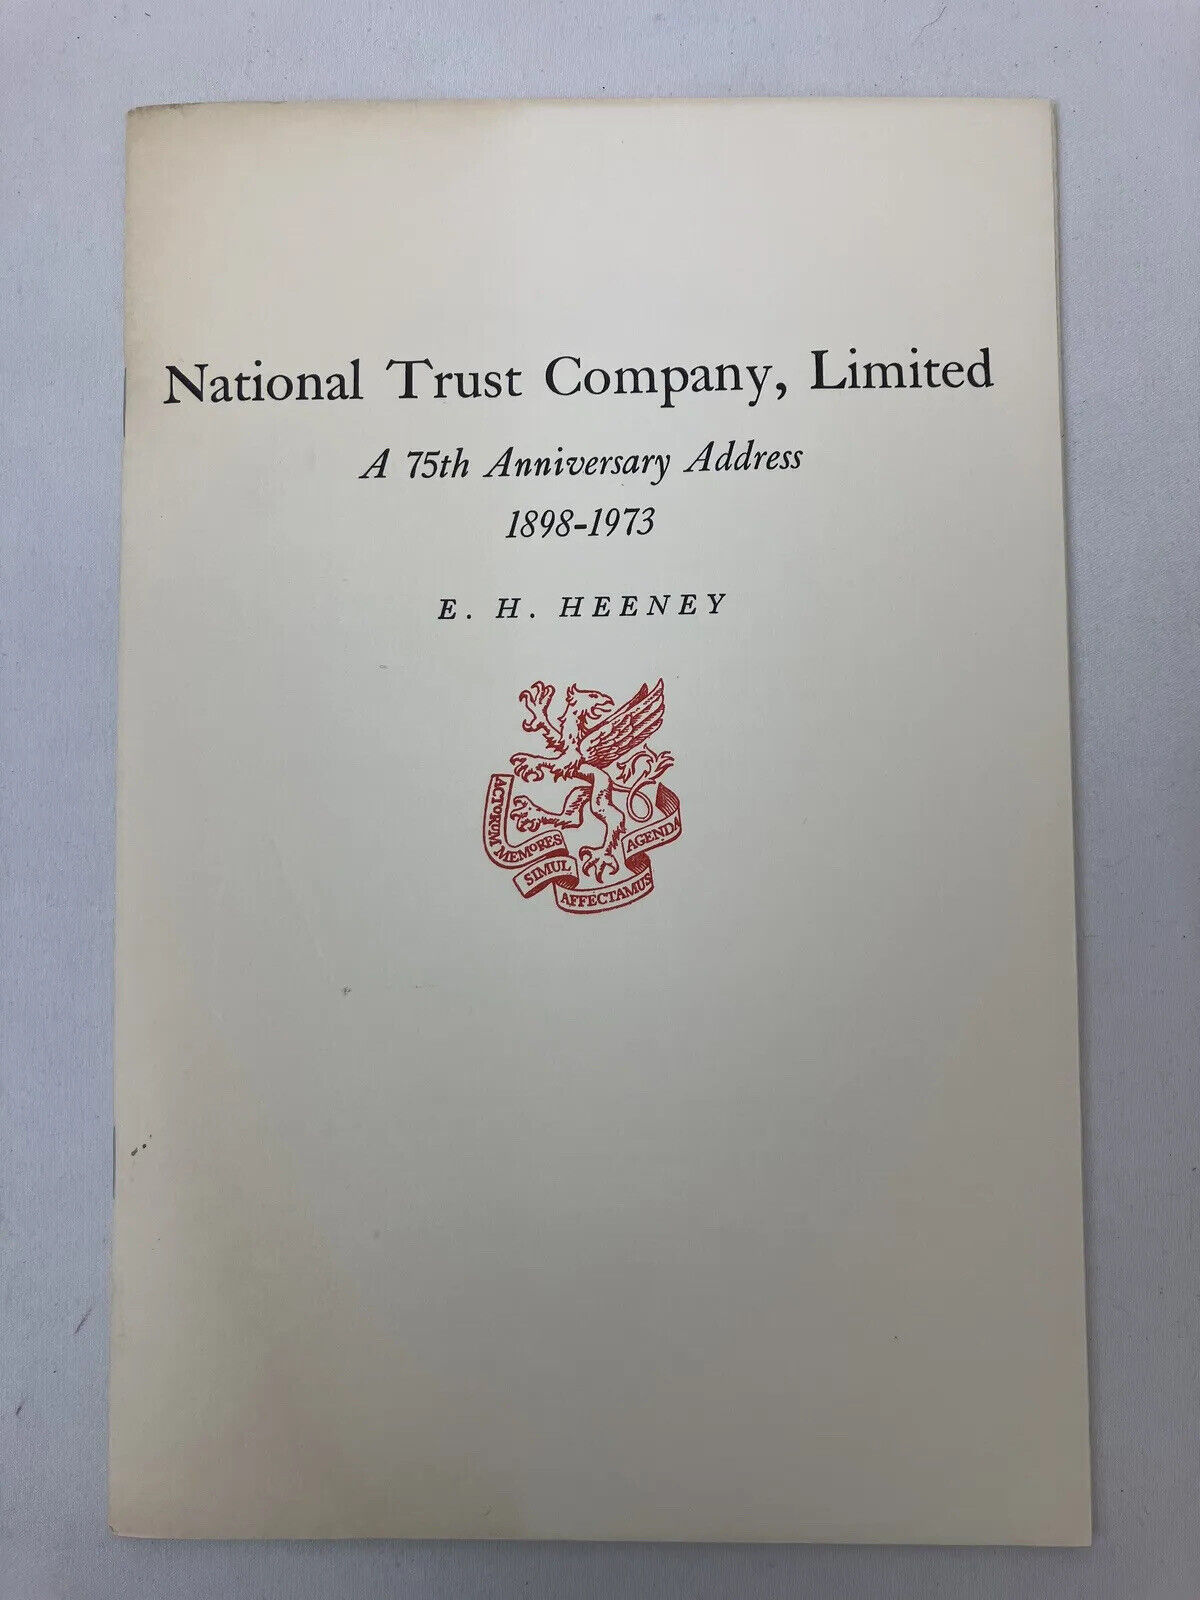 National Trust Company, Limited
A 75th Anniversary Address
1898-1973
E. H. HEENEY
ACTORUM
MEMORES
SIMUL
AFFECTAMUS
AGENDA